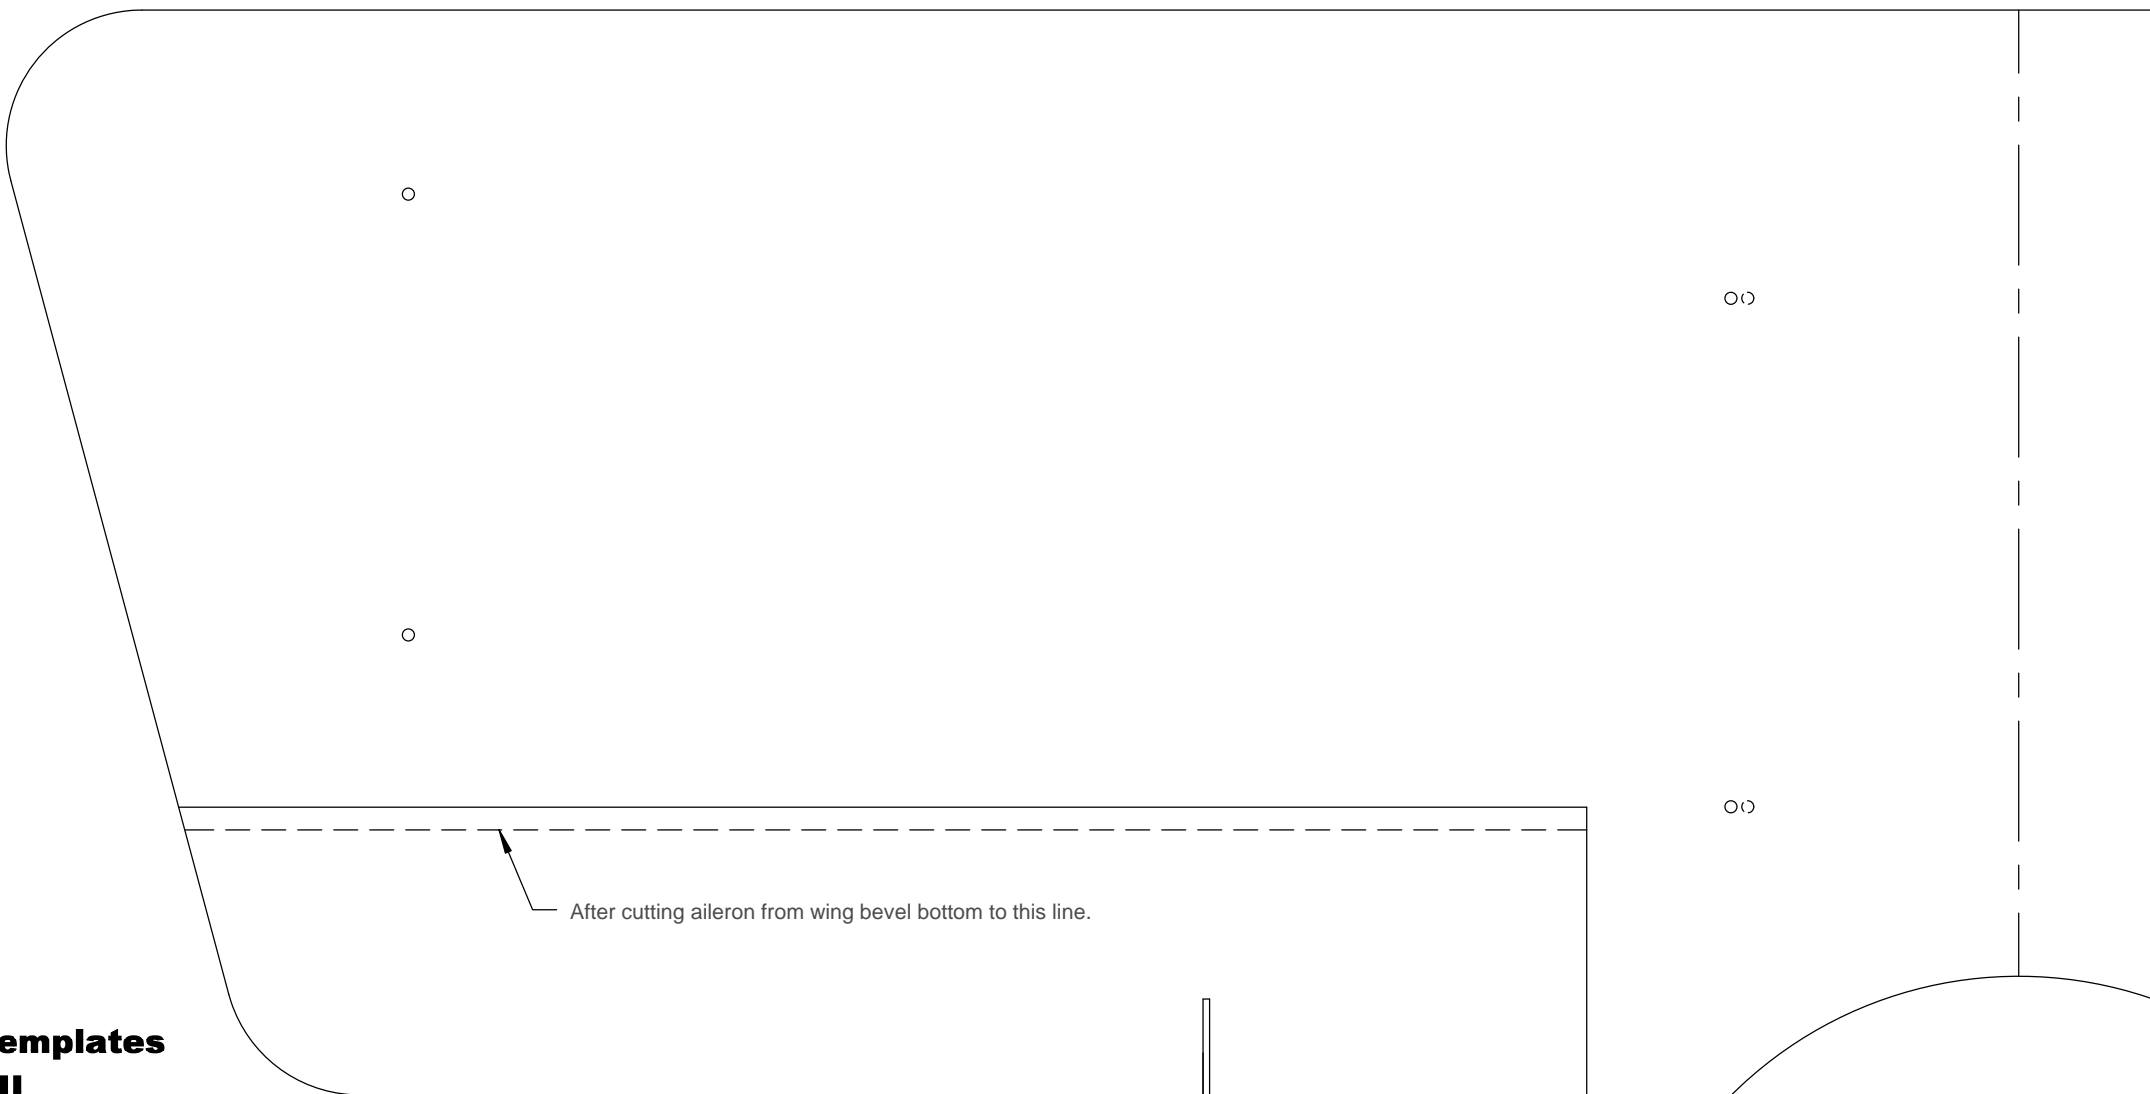 After cutting aileron from wing bevel bottom to this line.
emplates